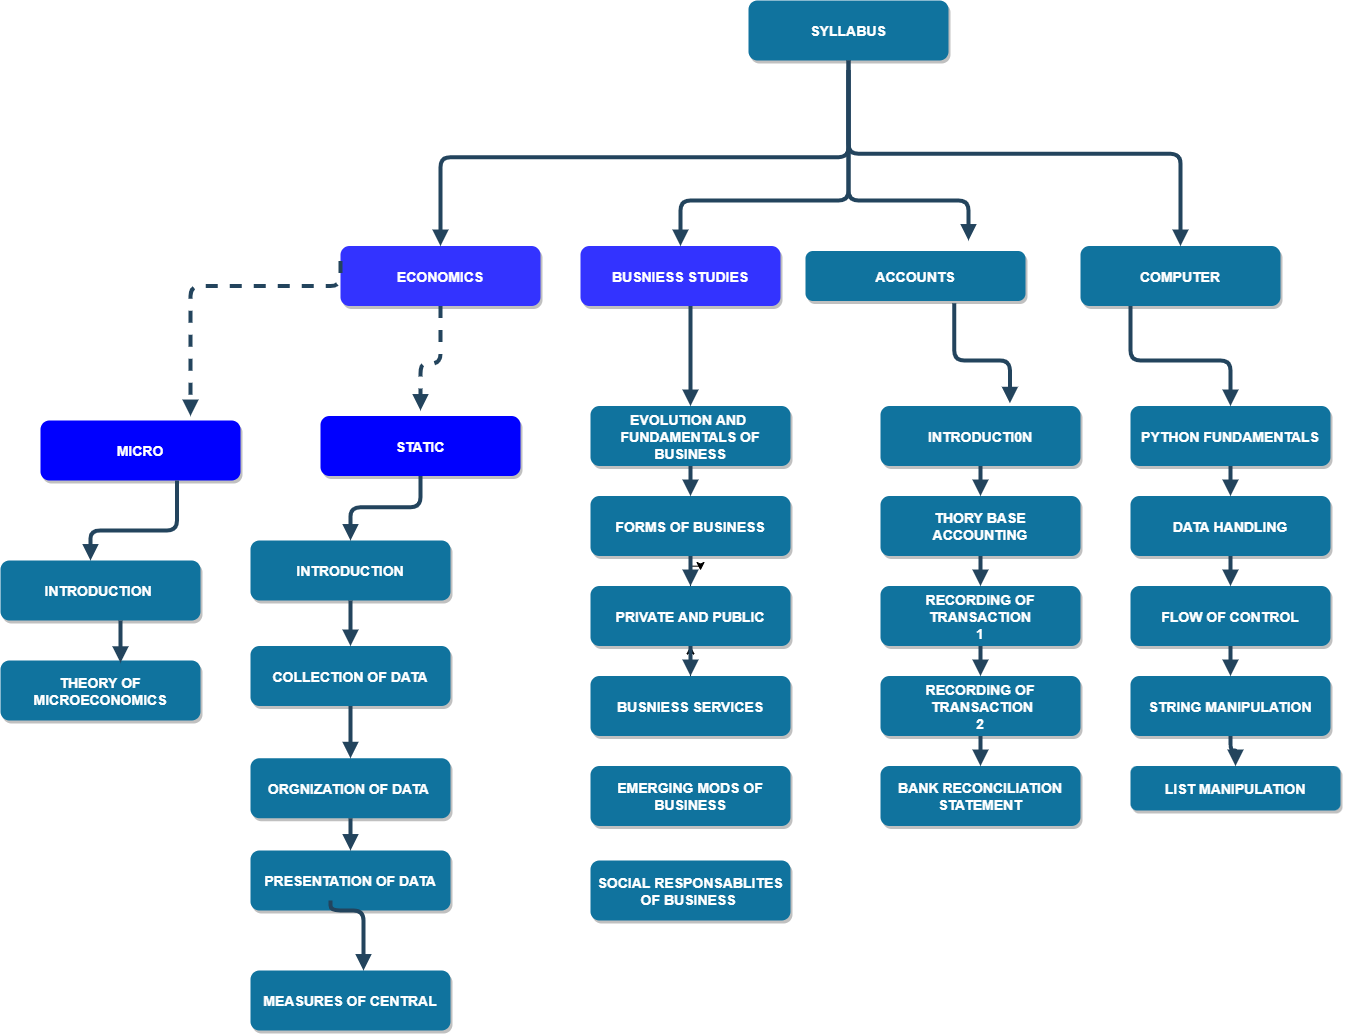 SYLLABUS
ECONOMICS
BUSNIESS STUDIES
ACCOUNTS
COMPUTER
MICRO
STATIC
EVOLUTION AND
FUNDAMENTALS OF
BUSINESS
INTRODUCTI0N
PYTHON FUNDAMENTALS
FORMS OF BUSINESS
THORY BASE
ACCOUNTING
DATA HANDLING
INTRODUCTION
INTRODUCTION
PRIVATE AND PUBLIC
RECORDING OF
TRANSACTION
1
FLOW OF CONTROL
THEORY OF
MICROECONOMICS
COLLECTION OF DATA
BUSNIESS SERVICES
RECORDING OF
TRANSACTION
2
STRING MANIPULATION
ORGNIZATION OF DATA
EMERGING MODS OF
BUSINESS
BANK RECONCILIATION
STATEMENT
LIST MANIPULATION
PRESENTATION OF DATA
SOCIAL RESPONSABLITES
OF BUSINESS
MEASURES OF CENTRAL